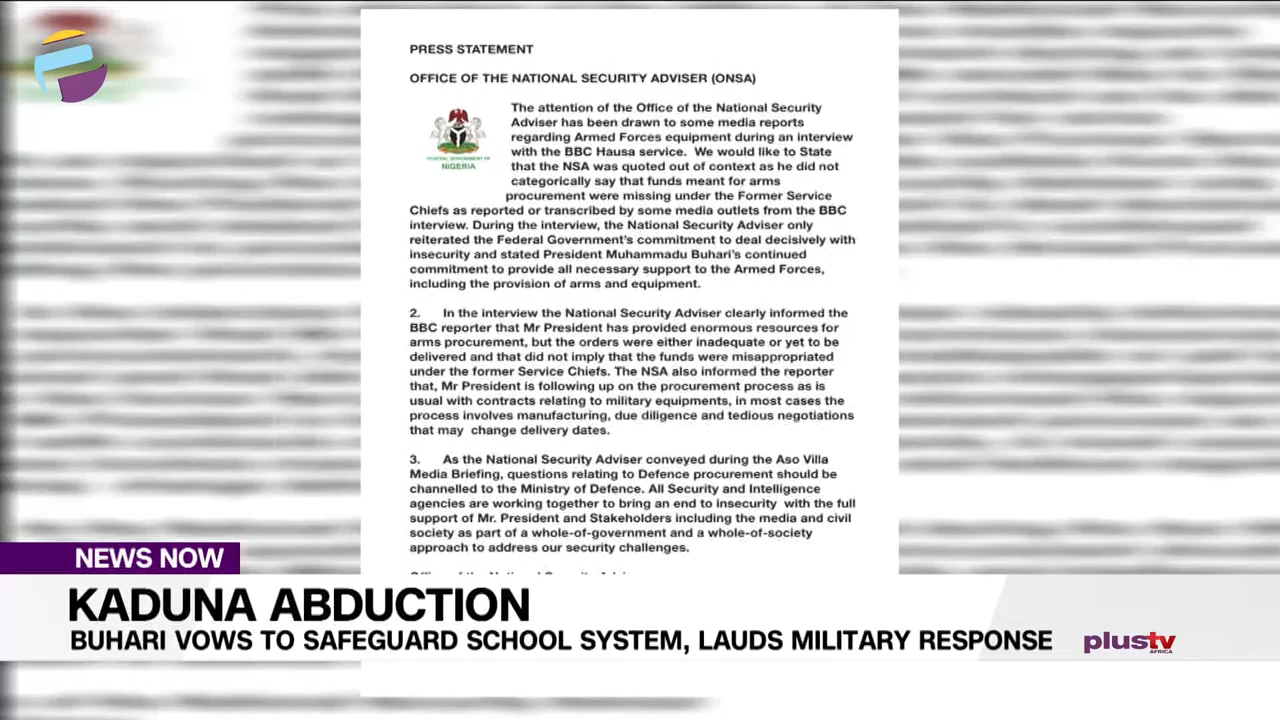 PRESS STATEMENT
OFFICE OF THE NATIONAL SECURITY ADVISER (ONSA)
The attention of the Office of the National Security
Adviser has been drawn to some media reports
regarding Armed Forces equipment during an interview
with the BBC Hausa service. We would like to State
that the NSA was quoted out of context as he did not
categorically say that funds meant for arms
procurement were missing under the Former Service
Chiefs as reported or transcribed by some media outlets from the BBC
interview. During the interview, the National Security Adviser only
reiterated the Federal Government's commitment to deal decisively with
insecurity and stated President Muhammadu Buhari's continued
commitment to provide all necessary support to the Armed Forces,
including the provision of arms and equipment.
FEDERAL GOVERNMENT OF
NIGERIA
2. In the interview the National Security Adviser clearly informed the
BBC reporter that Mr President has provided enormous resources for
arms procurement, but the orders were either inadequate or yet to be
delivered and that did not imply that the funds were misappropriated
under the former Service Chiefs. The NSA also informed the reporter
that, Mr President is following up on the procurement process as is
usual with contracts relating to military equipments, in most cases the
process involves manufacturing, due diligence and tedious negotiations
that may change delivery dates.
3. As the National Security Adviser conveyed during the Aso Villa
Media Briefing, questions relating to Defence procurement should be
channelled to the Ministry of Defence. All Security and Intelligence
agencies are working together to bring an end to insecurity with the full
support of Mr. President and Stakeholders including the media and civil
society as part of a whole-of-government and a whole-of-society
approach to address our security challenges.
NEWS NOW
KADUNA ABDUCTION
BUHARI VOWS TO SAFEGUARD SCHOOL SYSTEM, LAUDS MILITARY RESPONSE
plustv
AFRICA